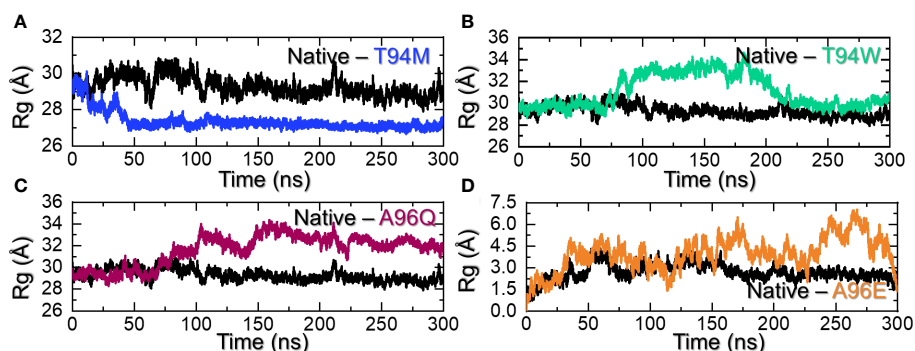 A
Native – T94M
Rg (Å)
32
30
28
26
0 50 100 150 200 250 300
Time (ns)
B
Native – T94W
Rg (Å)
36
34
32
30
28
26
0 50 100 150 200 250 300
Time (ns)
C
Native – A96Q
Rg (Å)
36
34
32
30
28
26
0 50 100 150 200 250 300
Time (ns)
D
Rg (Å)
7.5
6.0
4.5
3.0
1.5
0.0
Native – A96E
0 50 100 150 200 250 300
Time (ns)